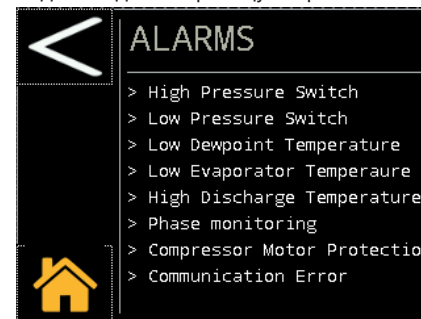 ALARMS
> High Pressure Switch
> Low Pressure Switch
> Low Dewpoint Temperature
> Low Evaporator Temperaure
> High Discharge Temperature
> Phase monitoring
> Compressor Motor Protectio
> Communication Error